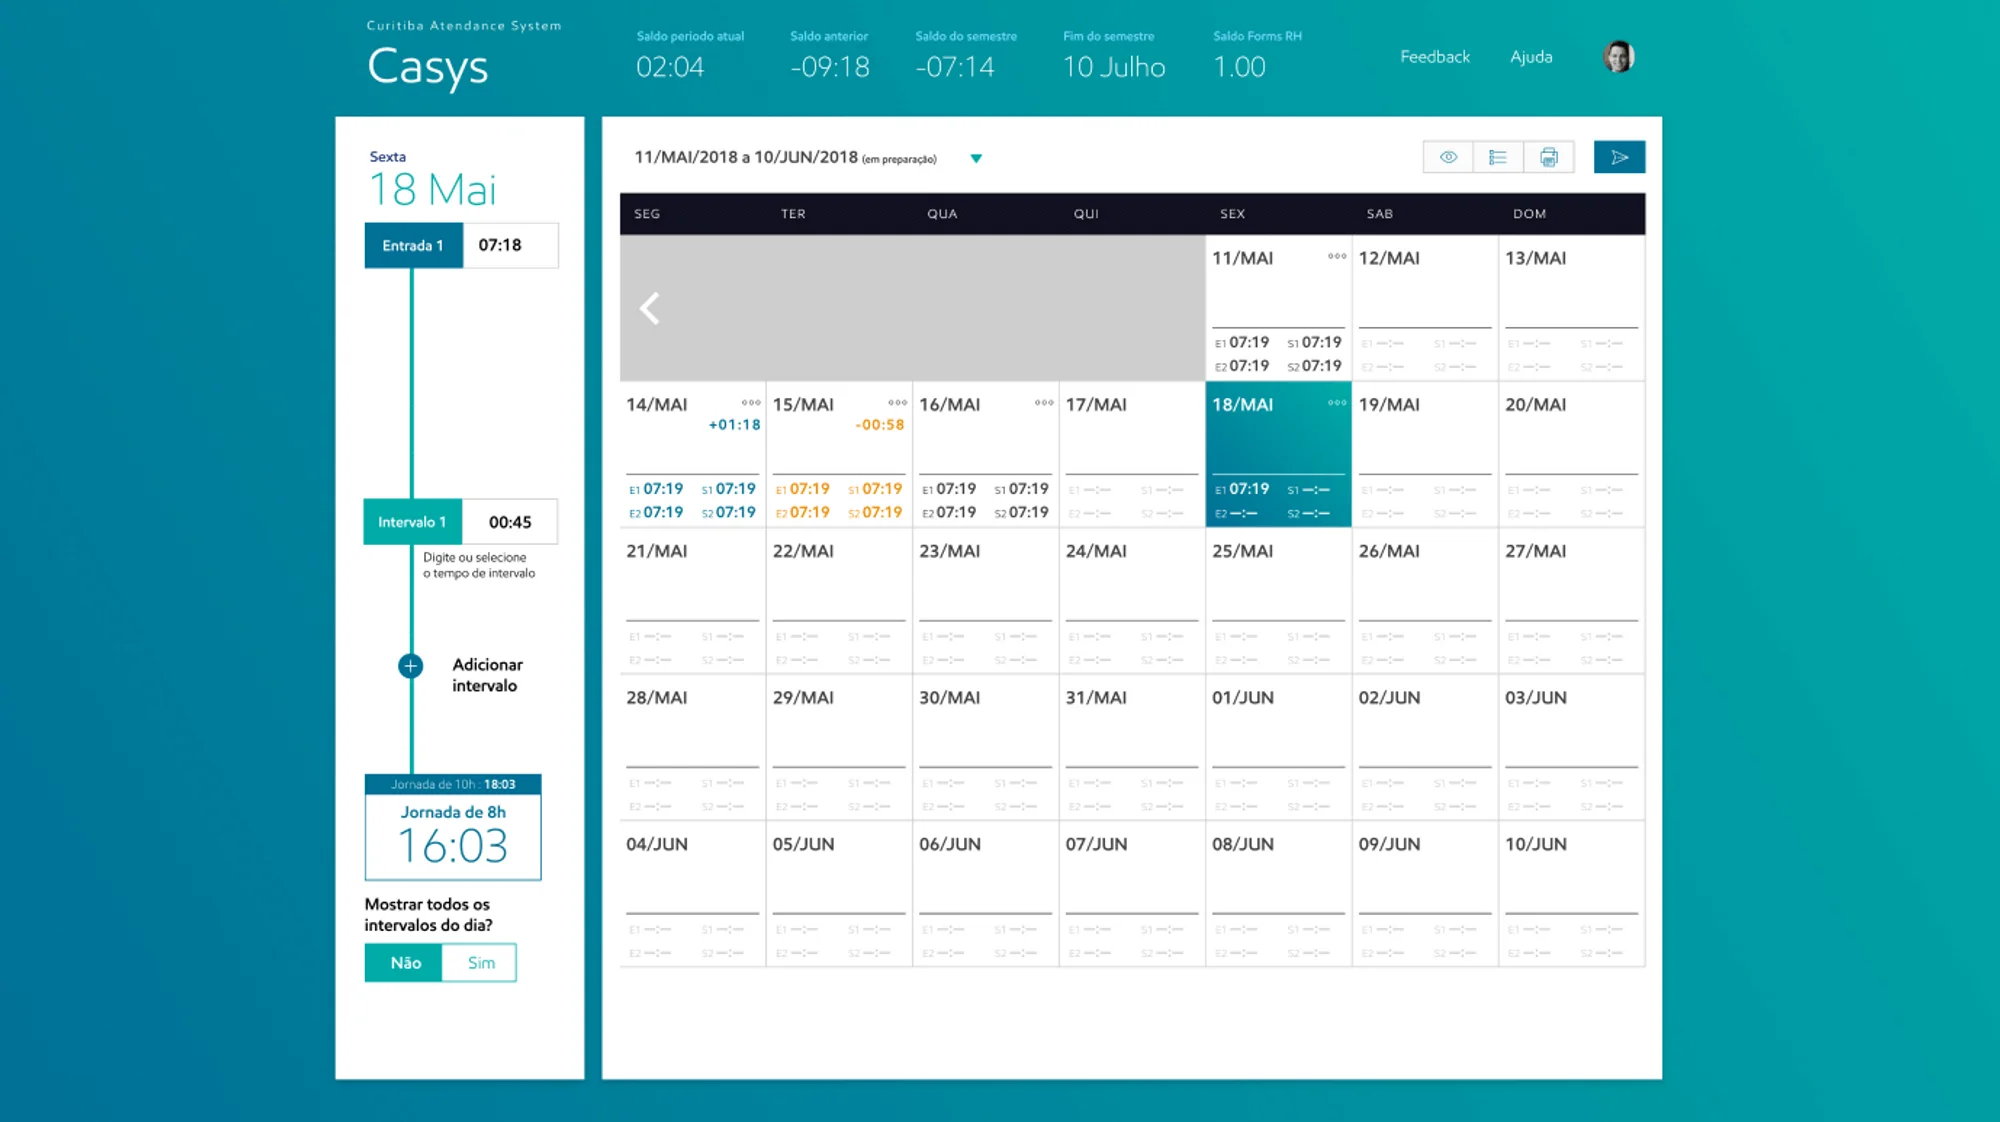 Curitiba Atendance System
Casys
Saldo periodo atual
02:04
Saldo anterior
-09:18
Saldo do semestre
-07:14
Fim do semestre
10 Julho
Saldo Forms RH
1.00
Feedback
Ajuda
Sexta
18 Mai
Entrada 1 07:18
Intervalo 1 00:45
Digite ou selecione
o tempo de intervalo
Adicionar
intervalo
Jornada de 10h : 18:03
Jornada de 8h
16:03
Mostrar todos os
intervalos do dia?
Não Sim
11/MAI/2018 a 10/JUN/2018 (em preparação)
SEG TER QUA QUI SEX SAB DOM
11/MAI 12/MAI 13/MAI
E1 07:19 S1 07:19 E1 —:— S1 —:— E1 —:— S1 —:—
E2 07:19 S2 07:19 E2 —:— S2 —:— E2 —:— S2 —:—
14/MAI 15/MAI 16/MAI 17/MAI 18/MAI 19/MAI 20/MAI
+01:18 -00:58
E1 07:19 S1 07:19 E1 07:19 S1 07:19 E1 07:19 S1 07:19 E1 —:— S1 —:— E1 07:19 S1 —:— E1 —:— S1 —:— E1 —:— S1 —:—
E2 07:19 S2 07:19 E2 07:19 S2 07:19 E2 07:19 S2 07:19 E2 —:— S2 —:— E2 —:— S2 —:— E2 —:— S2 —:— E2 —:— S2 —:—
21/MAI 22/MAI 23/MAI 24/MAI 25/MAI 26/MAI 27/MAI
E1 —:— S1 —:— E1 —:— S1 —:— E1 —:— S1 —:— E1 —:— S1 —:— E1 —:— S1 —:— E1 —:— S1 —:— E1 —:— S1 —:—
E2 —:— S2 —:— E2 —:— S2 —:— E2 —:— S2 —:— E2 —:— S2 —:— E2 —:— S2 —:— E2 —:— S2 —:— E2 —:— S2 —:—
28/MAI 29/MAI 30/MAI 31/MAI 01/JUN 02/JUN 03/JUN
E1 —:— S1 —:— E1 —:— S1 —:— E1 —:— S1 —:— E1 —:— S1 —:— E1 —:— S1 —:— E1 —:— S1 —:— E1 —:— S1 —:—
E2 —:— S2 —:— E2 —:— S2 —:— E2 —:— S2 —:— E2 —:— S2 —:— E2 —:— S2 —:— E2 —:— S2 —:— E2 —:— S2 —:—
04/JUN 05/JUN 06/JUN 07/JUN 08/JUN 09/JUN 10/JUN
E1 —:— S1 —:— E1 —:— S1 —:— E1 —:— S1 —:— E1 —:— S1 —:— E1 —:— S1 —:— E1 —:— S1 —:— E1 —:— S1 —:—
E2 —:— S2 —:— E2 —:— S2 —:— E2 —:— S2 —:— E2 —:— S2 —:— E2 —:— S2 —:— E2 —:— S2 —:— E2 —:— S2 —:—